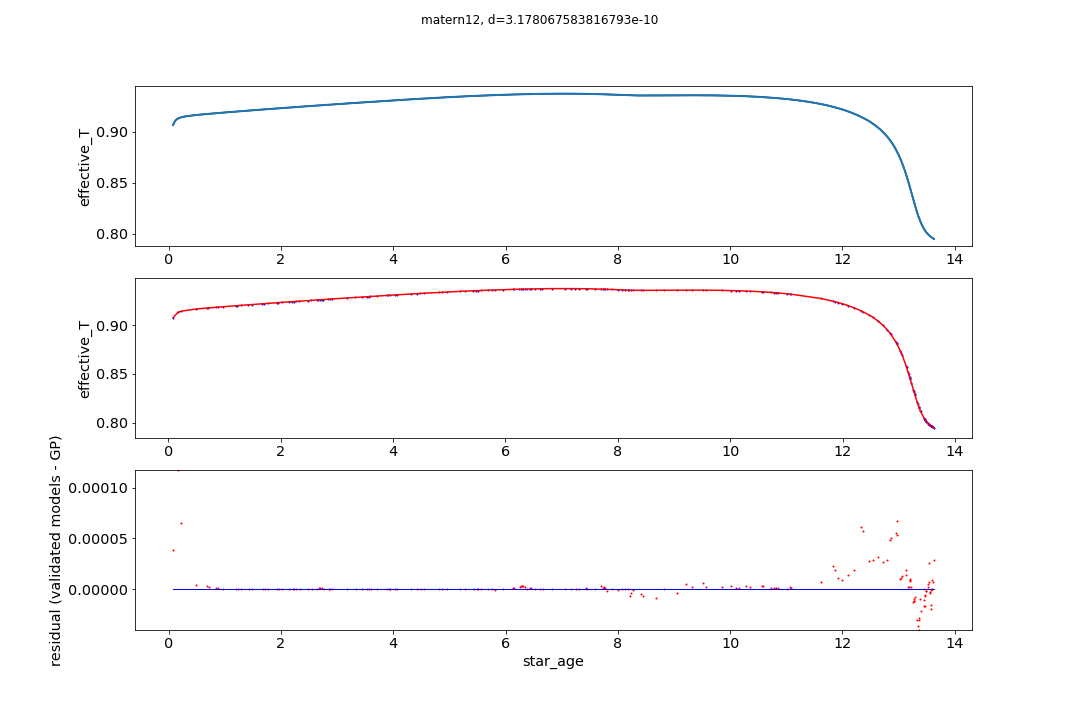 matern12, d=3.178067583816793e-10
effective_T
0.90
0.85
0.80
0 2 4 6 8 10 12 14
effective_T
0.90
0.85
0.80
0 2 4 6 8 10 12 14
residual (validated models - GP)
0.00010
0.00005
0.00000
0 2 4 6 8 10 12 14
star_age